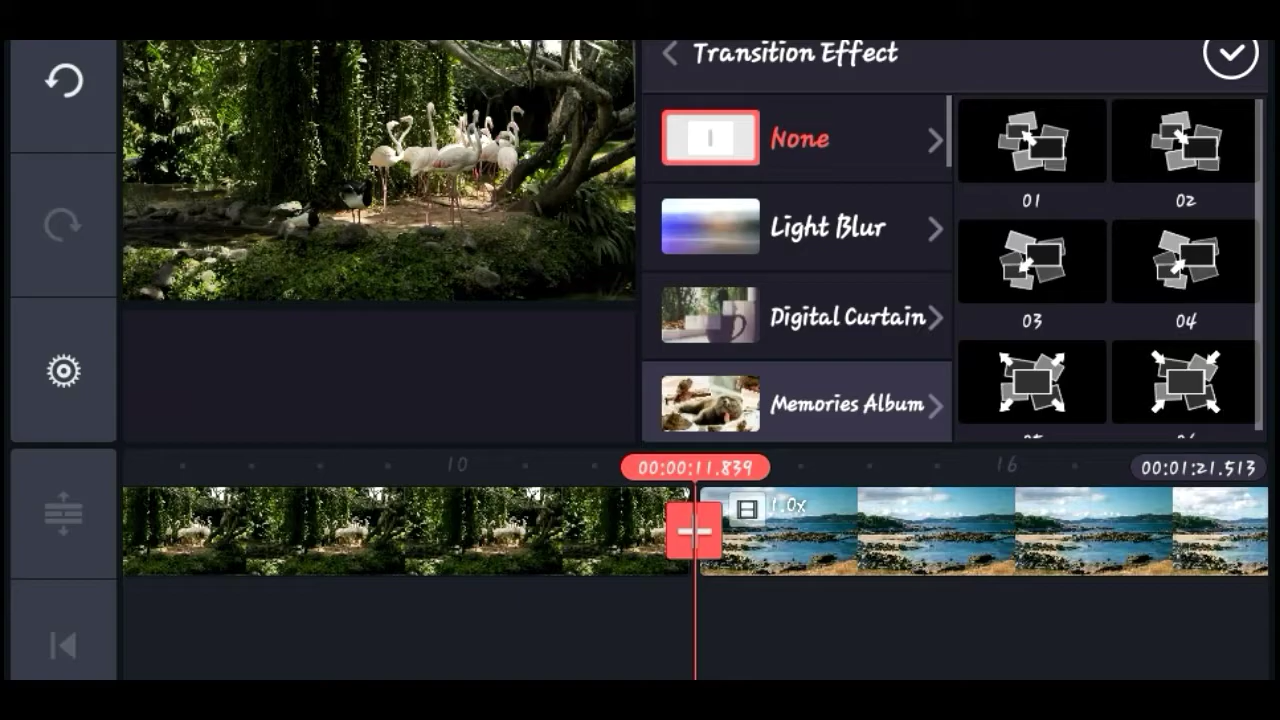 Transition Effect
None
Light Blur
Digital Curtain
Memories Album
01
02
03
04
10
00:00:11.839
16
00:01:21.513
1.0x